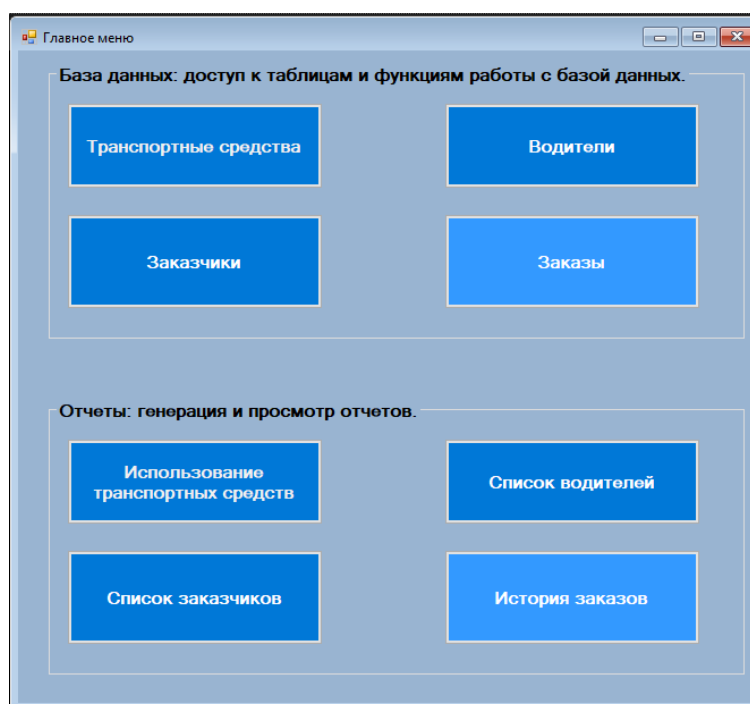 Главное меню
База данных: доступ к таблицам и функциям работы с базой данных.
Транспортные средства
Водители
Заказчики
Заказы
Отчеты: генерация и просмотр отчетов.
Использование
транспортных средств
Список водителей
Список заказчиков
История заказов